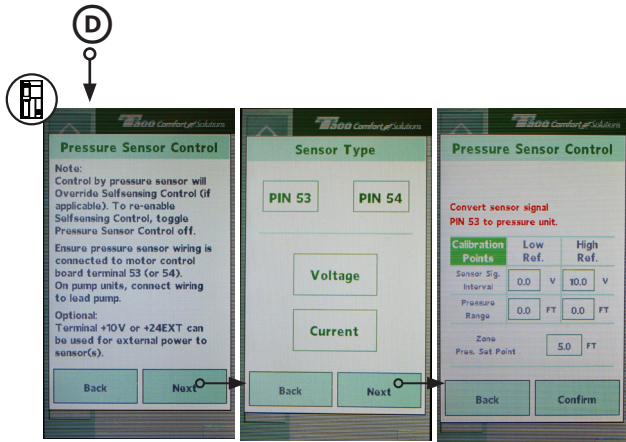 D
Taco Comfort Solutions
Pressure Sensor Control
Note:
Control by pressure sensor will
Override Selfsensing Control (if
applicable). To re-enable
Selfsensing Control, toggle
Pressure Sensor Control off.
Ensure pressure sensor wiring is
connected to motor control
board terminal 53 (or 54).
On pump units, connect wiring
to lead pump.
Optional:
Terminal +10V or +24EXT can
be used for external power to
sensor(s).
Back Next
Taco Comfort Solutions
Sensor Type
PIN 53 PIN 54
Voltage
Current
Back Next
Taco Comfort Solutions
Pressure Sensor Control
Convert sensor signal
PIN 53 to pressure unit.
Calibration Low High
Points Ref. Ref.
Sensor Sig.
Interval 0.0 V 10.0 V
Pressure
Range 0.0 FT 0.0 FT
Zone
Pres. Set Point 5.0 FT
Back Confirm